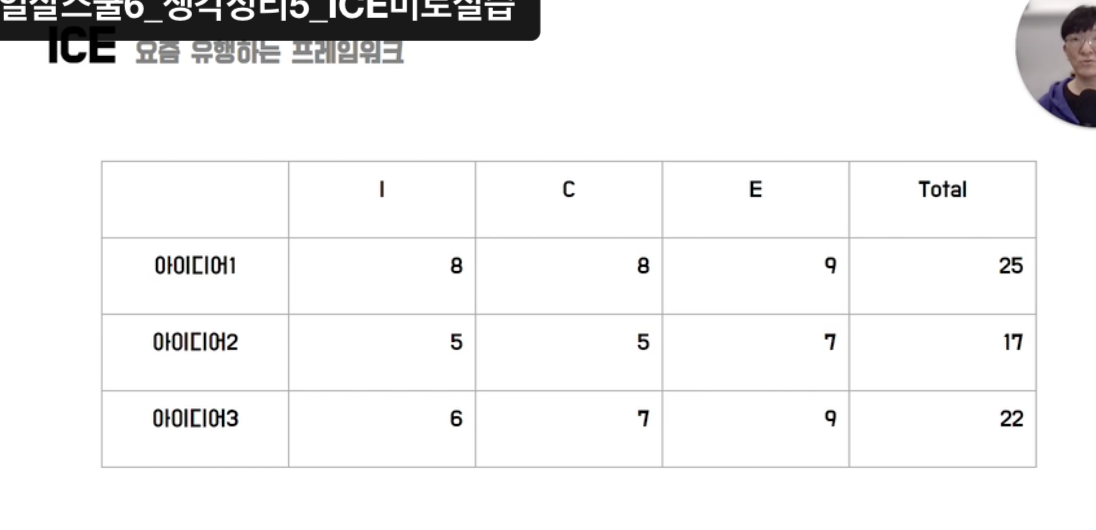 일잘스쿨6_생각정리5_ICE미로실습
ICE 요즘 유행하는 프레임워크
I C E Total
아이디어1 8 8 9 25
아이디어2 5 5 7 17
아이디어3 6 7 9 22